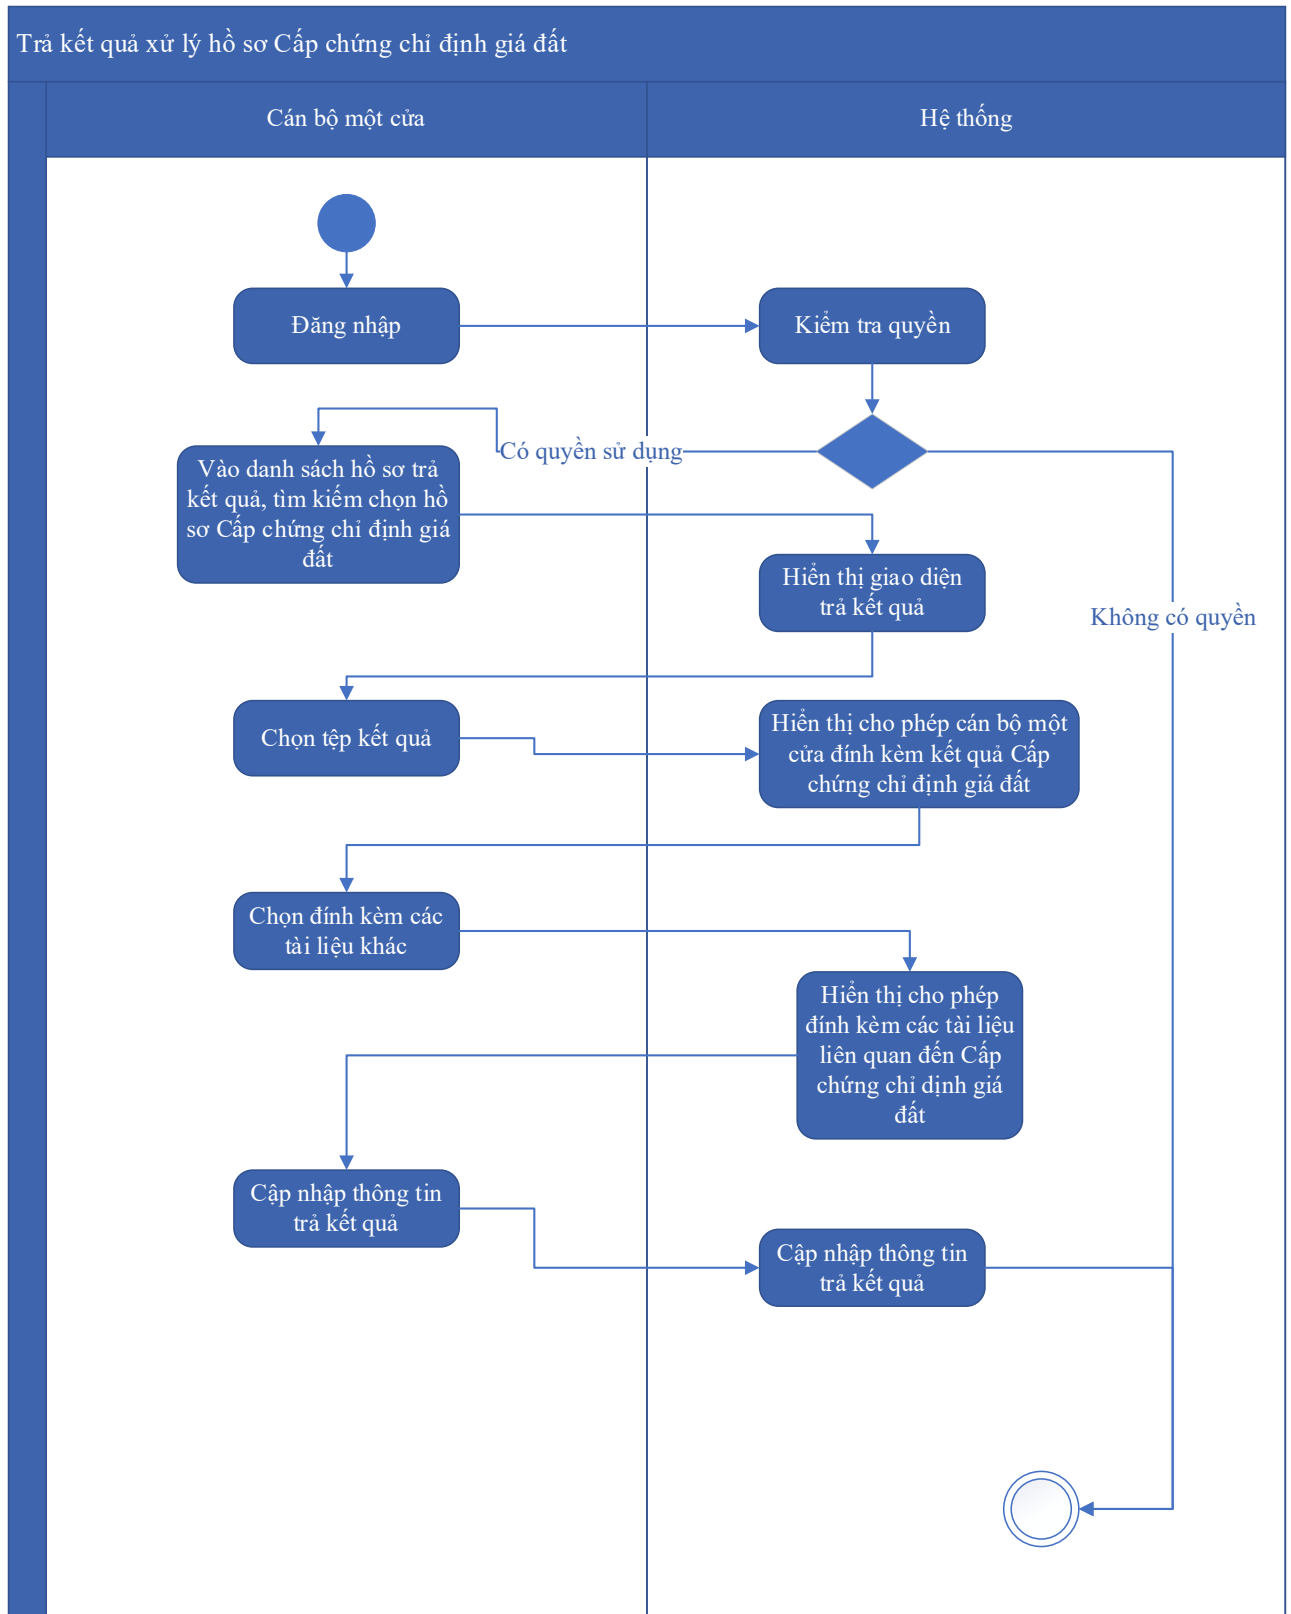 Trả kết quả xử lý hồ sơ Cấp chứng chỉ định giá đất
Cán bộ một cửa
Hệ thống
Đăng nhập
Kiểm tra quyền
Có quyền sử dụng
Vào danh sách hồ sơ trả
kết quả, tìm kiếm chọn hồ
sơ Cấp chứng chỉ định giá
đất
Hiển thị giao diện
trả kết quả
Không có quyền
Chọn tệp kết quả
Hiển thị cho phép cán bộ một
cửa đính kèm kết quả Cấp
chứng chỉ định giá đất
Chọn đính kèm các
tài liệu khác
Hiển thị cho phép
đính kèm các tài liệu
liên quan đến Cấp
chứng chỉ dịnh giá
đất
Cập nhập thông tin
trả kết quả
Cập nhập thông tin
trả kết quả